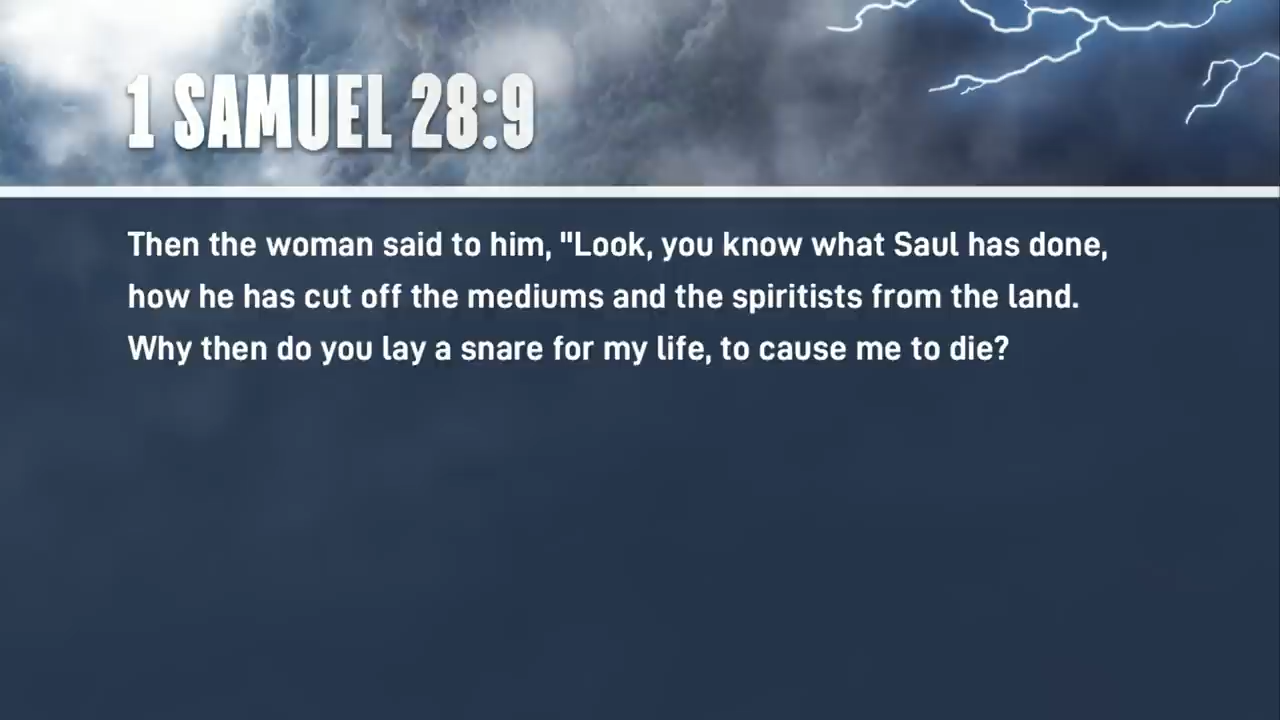 1 SAMUEL 28:9
Then the woman said to him, "Look, you know what Saul has done,
how he has cut off the mediums and the spiritists from the land.
Why then do you lay a snare for my life, to cause me to die?